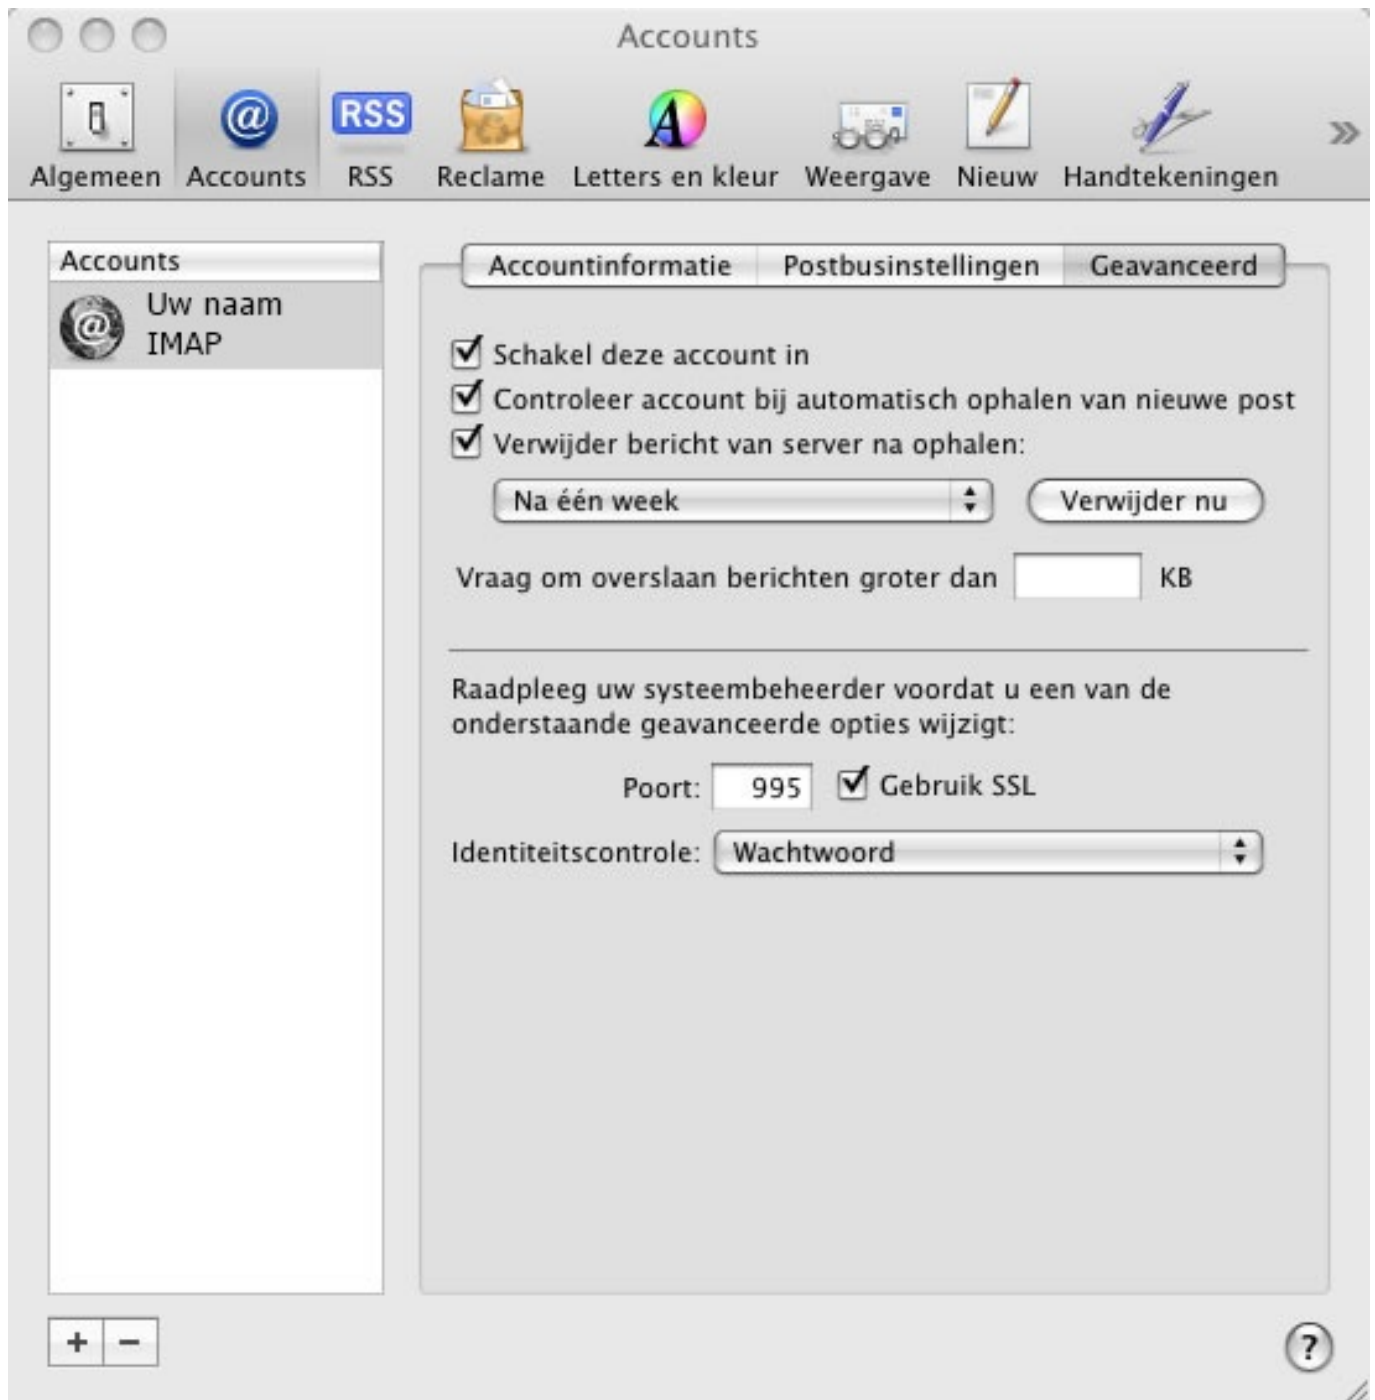 Accounts
Algemeen Accounts RSS Reclame Letters en kleur Weergave Nieuw Handtekeningen
Accounts
Uw naam
IMAP
Accountinformatie Postbusinstellingen Geavanceerd
Schakel deze account in
Controleer account bij automatisch ophalen van nieuwe post
Verwijder bericht van server na ophalen:
Na één week Verwijder nu
Vraag om overslaan berichten groter dan KB
Raadpleeg uw systeembeheerder voordat u een van de
onderstaande geavanceerde opties wijzigt:
Poort: 995 Gebruik SSL
Identiteitscontrole: Wachtwoord